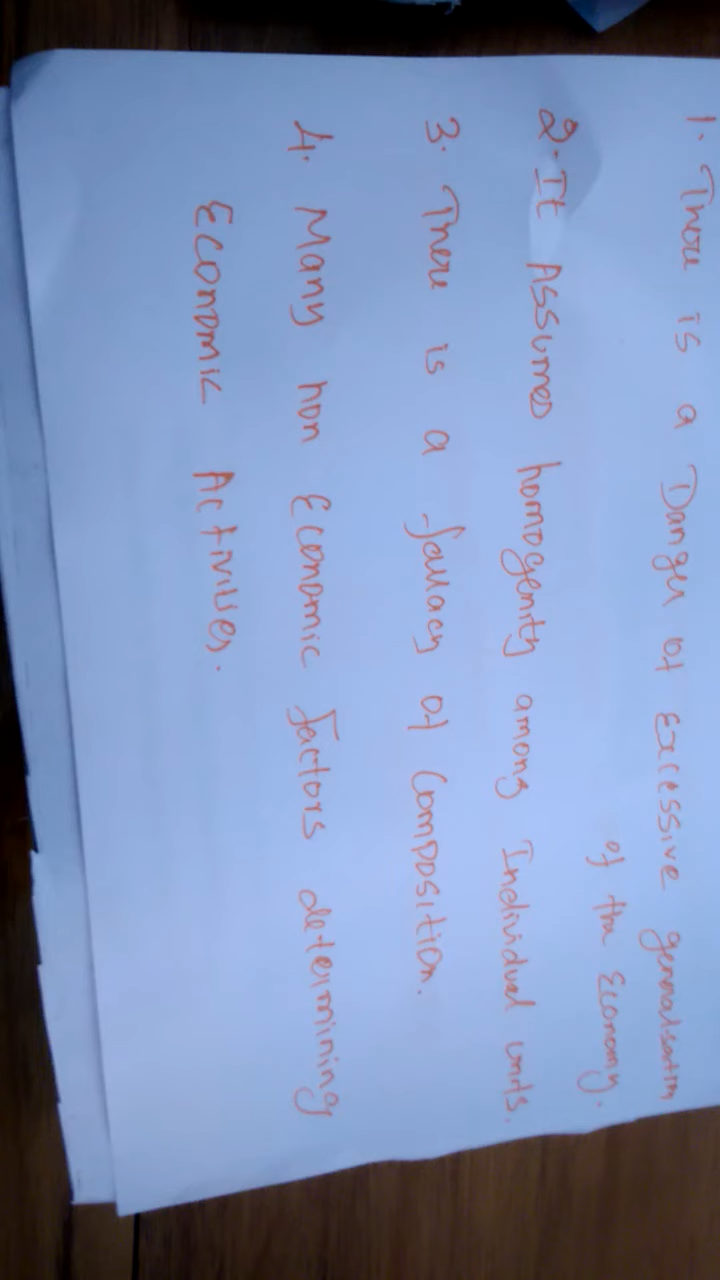 1. There is a Danger of Excessive generalisation
of the Economy.
2. It Assumes homogenity among Individual units.
3. There is a fallacy of Composition.
4. Many non Economic factors determining
Economic Activities.